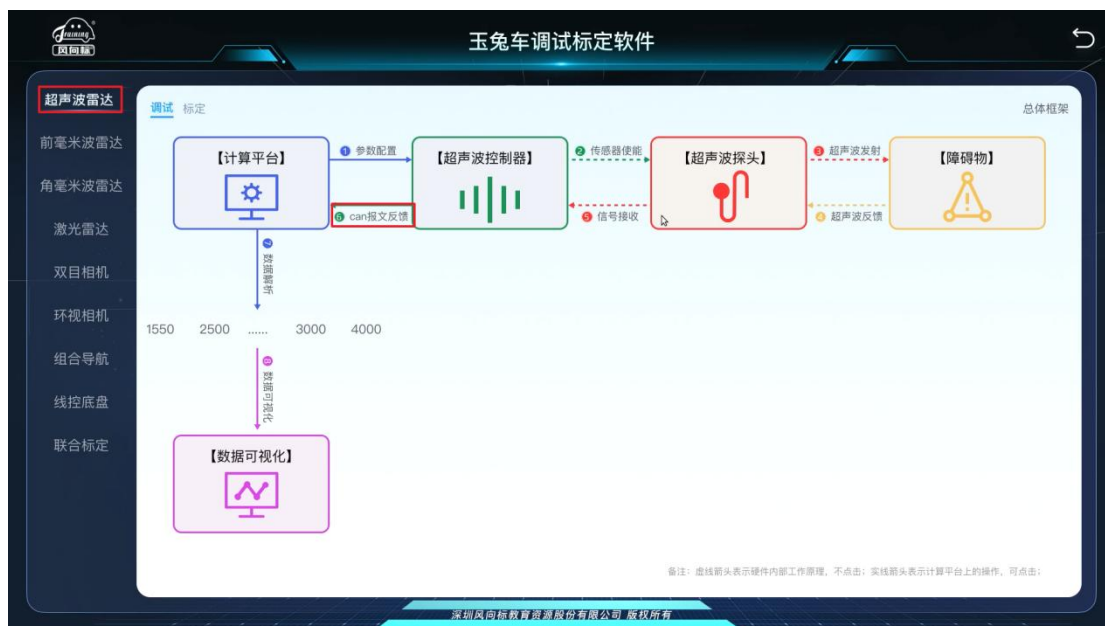 Fruining
风向标
玉兔车调试标定软件
超声波雷达
前毫米波雷达
角毫米波雷达
激光雷达
双目相机
环视相机
组合导航
线控底盘
联合标定
调试 标定
总体框架
【计算平台】
1 参数配置
【超声波控制器】
2 传感器使能
【超声波探头】
3 超声波发射
【障碍物】
6 can报文反馈
5 信号接收
4 超声波反馈
7 数据解析
1550 2500 ...... 3000 4000
8 数据可视化
【数据可视化】
备注：虚线箭头表示硬件内部工作原理，不点击；实线箭头表示计算平台上的操作，可点击；
深圳风向标教育资源股份有限公司 版权所有